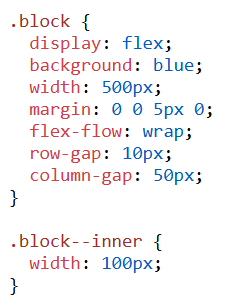 .block {
  display: flex;
  background: blue;
  width: 500px;
  margin: 0 0 5px 0;
  flex-flow: wrap;
  row-gap: 10px;
  column-gap: 50px;
}

.block--inner {
  width: 100px;
}